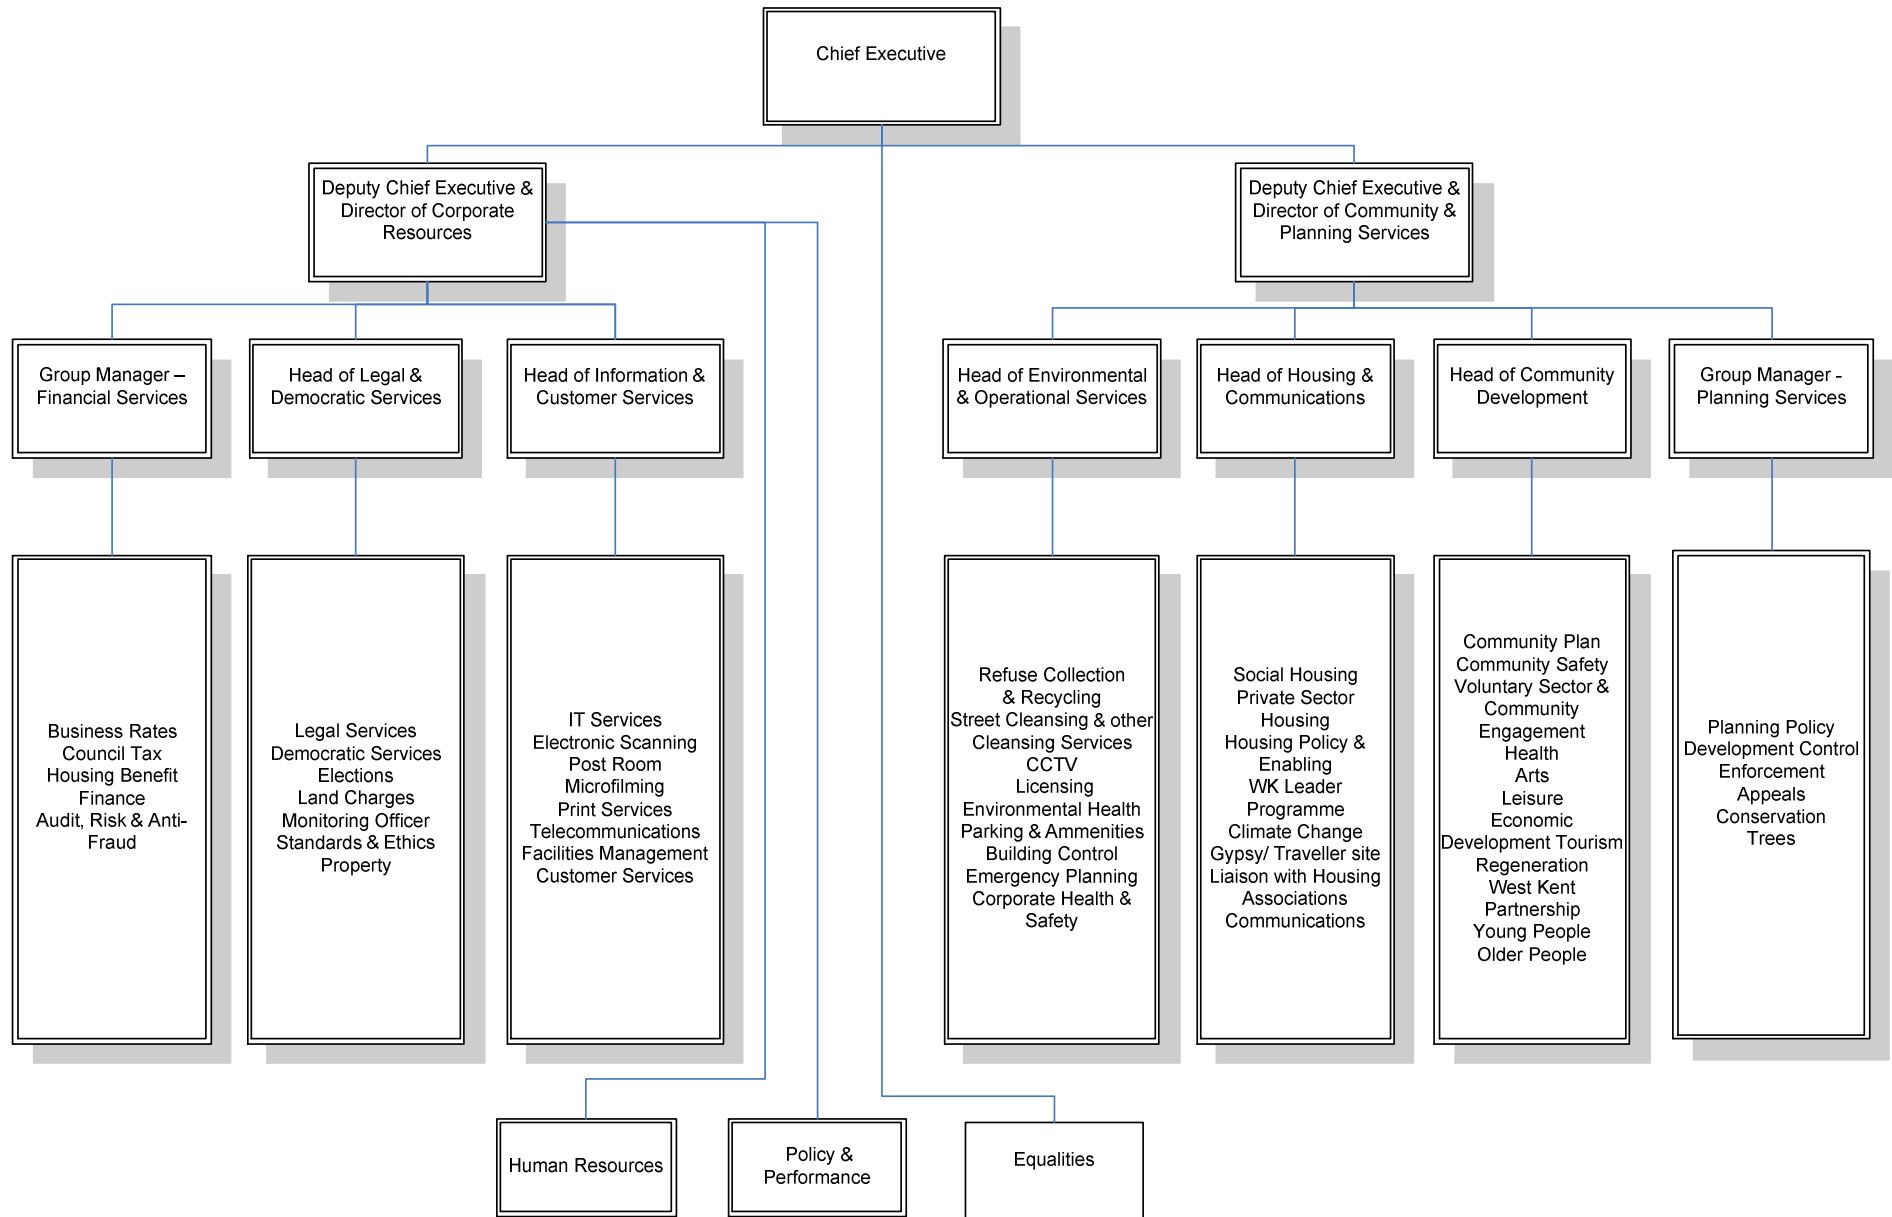 Chief Executive
Deputy Chief Executive &
Director of Corporate
Resources
Deputy Chief Executive &
Director of Community &
Planning Services
Group Manager –
Financial Services
Head of Legal &
Democratic Services
Head of Information &
Customer Services
Head of Environmental
& Operational Services
Head of Housing &
Communications
Head of Community
Development
Group Manager -
Planning Services
Business Rates
Council Tax
Housing Benefit
Finance
Audit, Risk & Anti-
Fraud
Legal Services
Democratic Services
Elections
Land Charges
Monitoring Officer
Standards & Ethics
Property
IT Services
Electronic Scanning
Post Room
Microfilming
Print Services
Telecommunications
Facilities Management
Customer Services
Refuse Collection
& Recycling
Street Cleansing & other
Cleansing Services
CCTV
Licensing
Environmental Health
Parking & Ammenities
Building Control
Emergency Planning
Corporate Health &
Safety
Social Housing
Private Sector
Housing
Housing Policy &
Enabling
WK Leader
Programme
Climate Change
Gypsy/ Traveller site
Liaison with Housing
Associations
Communications
Community Plan
Community Safety
Voluntary Sector &
Community
Engagement
Health
Arts
Leisure
Economic
Development Tourism
Regeneration
West Kent
Partnership
Young People
Older People
Planning Policy
Development Control
Enforcement
Appeals
Conservation
Trees
Human Resources
Policy &
Performance
Equalities